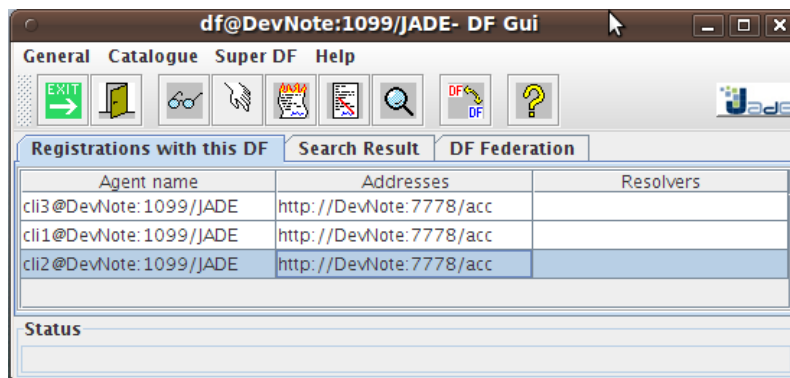 df@DevNote:1099/JADE- DF Gui
General Catalogue Super DF Help
EXIT
DF
DF
Jade
Registrations with this DF Search Result DF Federation
Agent name Addresses Resolvers
cli3@DevNote:1099/JADE http://DevNote:7778/acc
cli1@DevNote:1099/JADE http://DevNote:7778/acc
cli2@DevNote:1099/JADE http://DevNote:7778/acc
Status